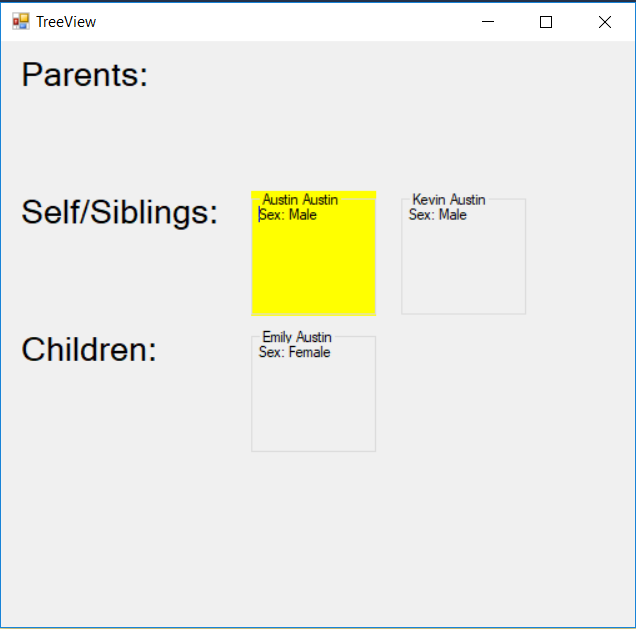 TreeView
Parents:
Self/Siblings:
Austin Austin
Sex: Male
Kevin Austin
Sex: Male
Children:
Emily Austin
Sex: Female